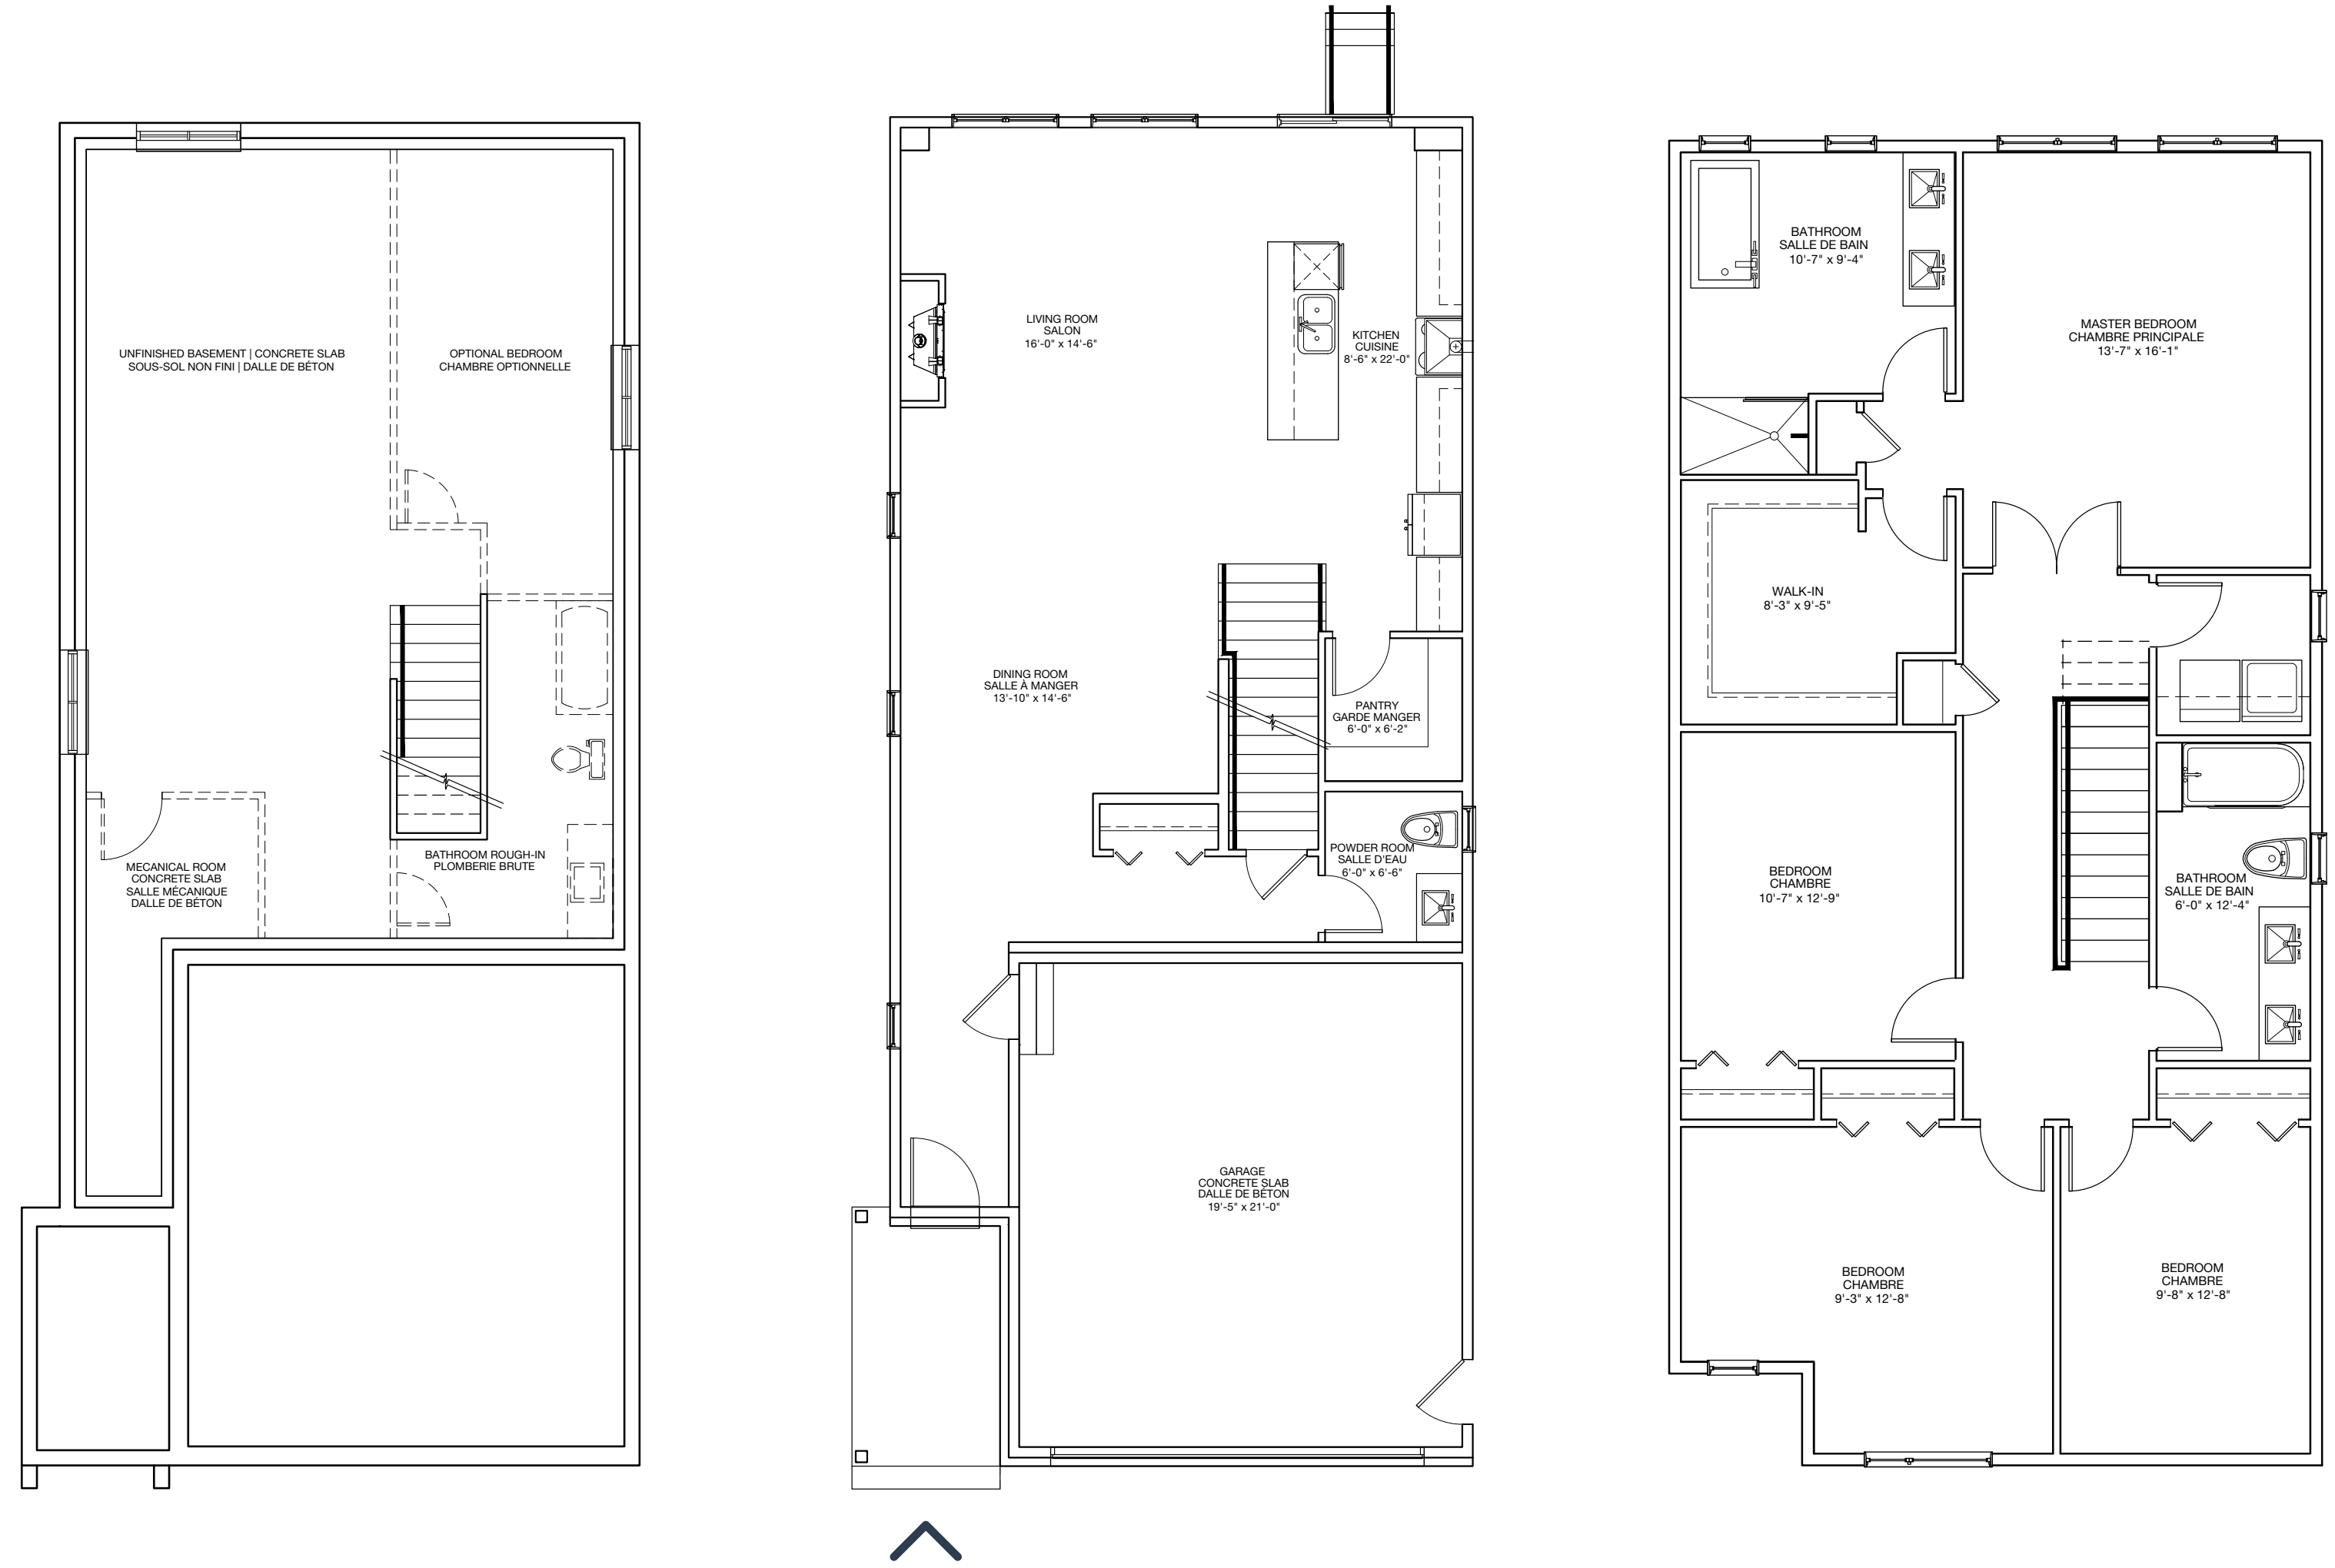 UNFINISHED BASEMENT | CONCRETE SLAB
SOUS-SOL NON FINI | DALLE DE BÉTON
OPTIONAL BEDROOM
CHAMBRE OPTIONNELLE
MECANICAL ROOM
CONCRETE SLAB
SALLE MÉCANIQUE
DALLE DE BÉTON
BATHROOM ROUGH-IN
PLOMBERIE BRUTE
LIVING ROOM
SALON
16'-0" x 14'-6"
KITCHEN
CUISINE
8'-6" x 22'-0"
DINING ROOM
SALLE À MANGER
13'-10" x 14'-6"
PANTRY
GARDE MANGER
6'-0" x 6'-2"
POWDER ROOM
SALLE D'EAU
6'-0" x 6'-6"
GARAGE
CONCRETE SLAB
DALLE DE BÉTON
19'-5" x 21'-0"
BATHROOM
SALLE DE BAIN
10'-7" x 9'-4"
MASTER BEDROOM
CHAMBRE PRINCIPALE
13'-7" x 16'-1"
WALK-IN
8'-3" x 9'-5"
BEDROOM
CHAMBRE
10'-7" x 12'-9"
BATHROOM
SALLE DE BAIN
6'-0" x 12'-4"
BEDROOM
CHAMBRE
9'-3" x 12'-8"
BEDROOM
CHAMBRE
9'-8" x 12'-8"